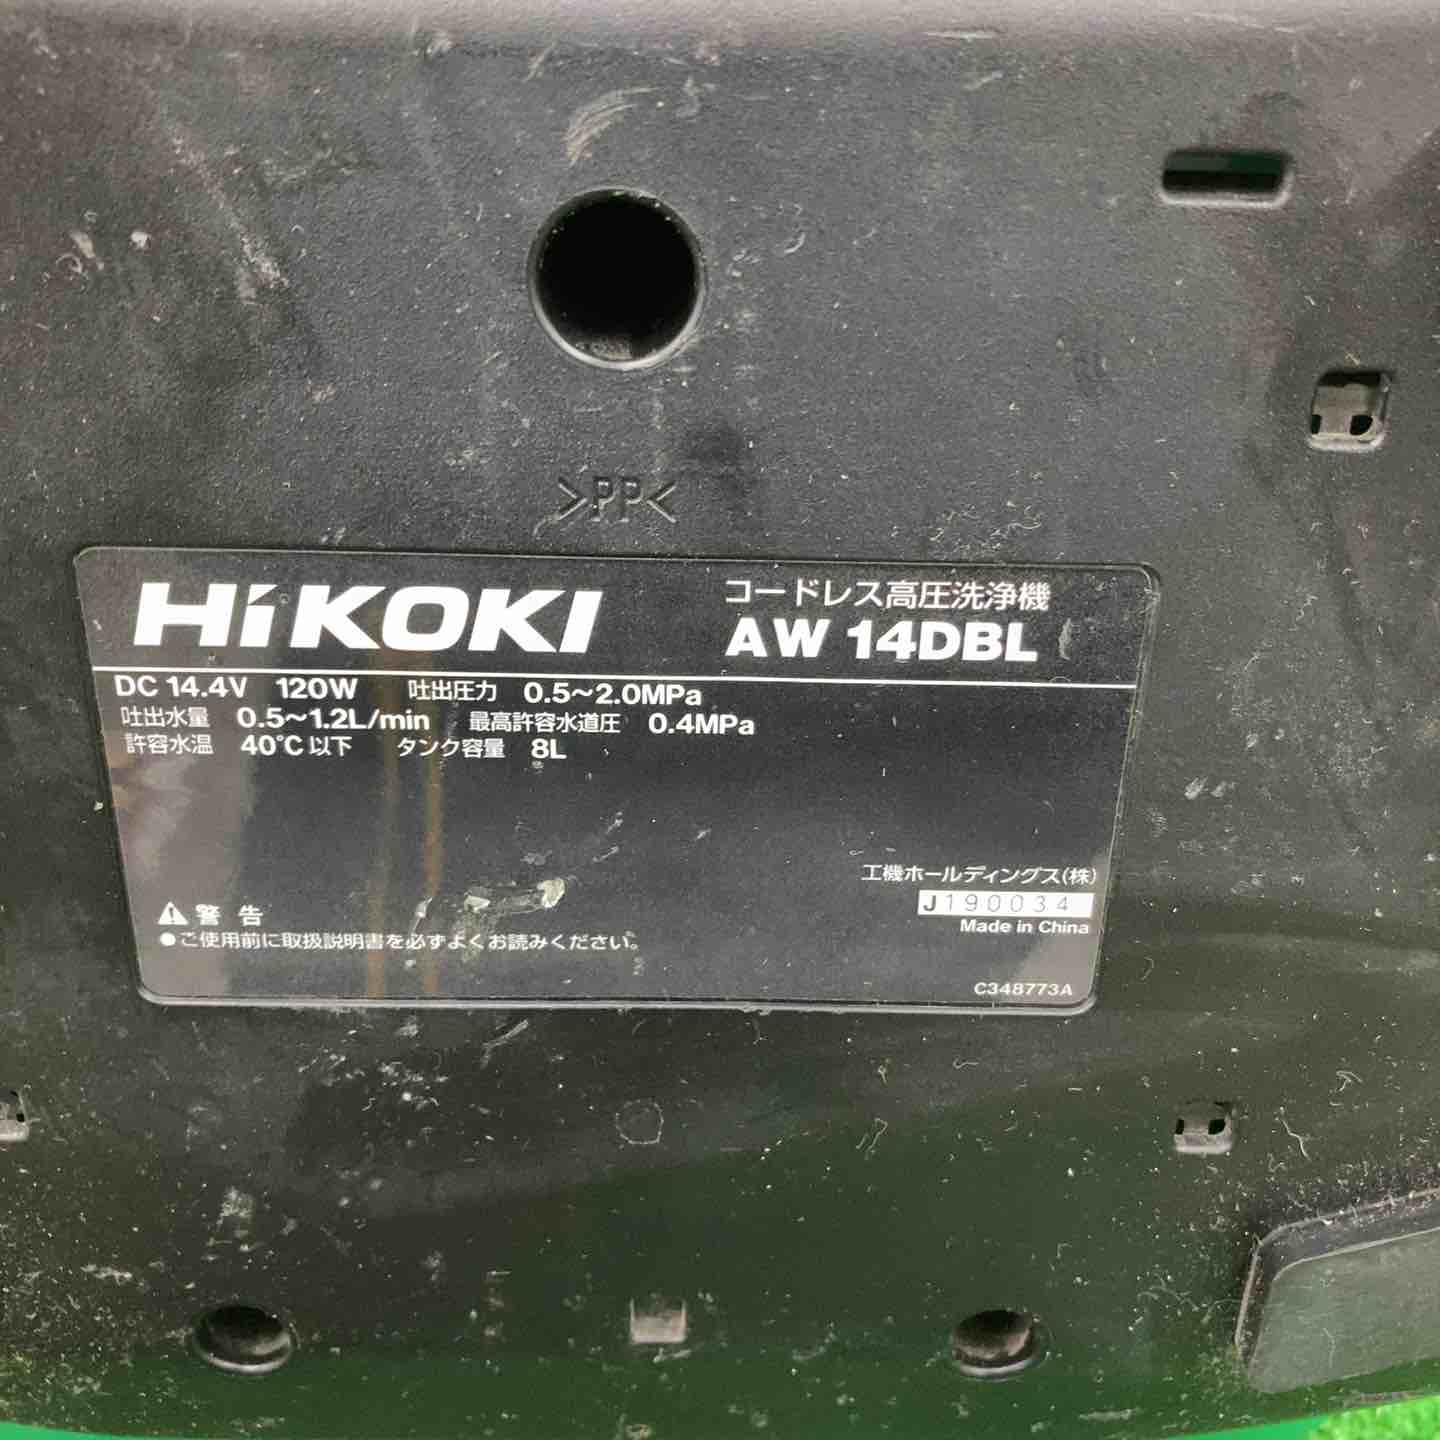 >PP<
HiKOKI
コードレス高圧洗浄機
AW 14DBL
DC 14.4V 120W 吐出圧力 0.5～2.0MPa
吐出水量 0.5～1.2L/min 最高許容水道圧 0.4MPa
許容水温 40℃以下 タンク容量 8L
工機ホールディングス(株)
J190034
Made in China
⚠警告
●ご使用前に取扱説明書を必ずよくお読みください。
C348773A